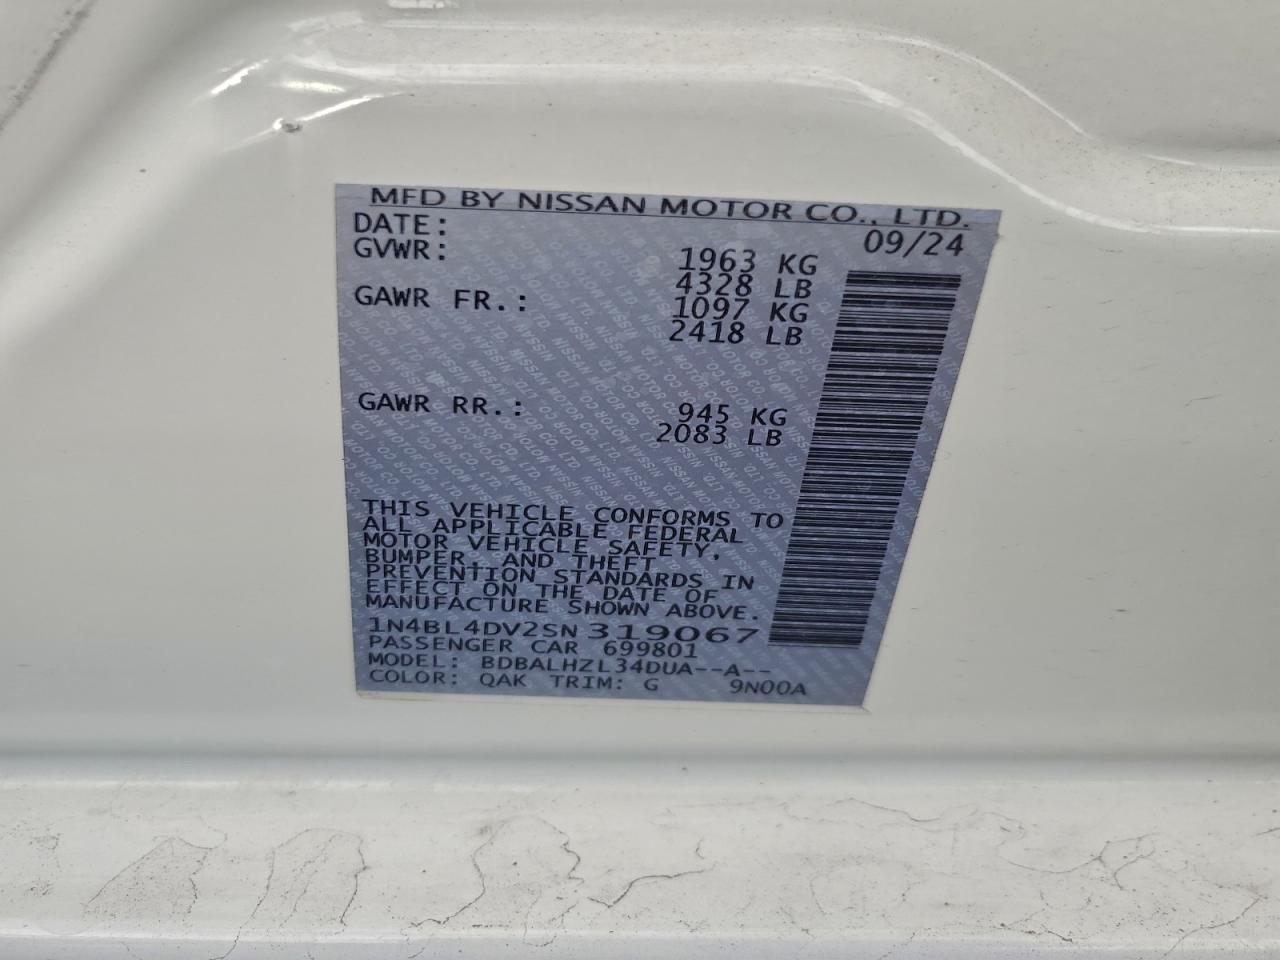 MFD BY NISSAN MOTOR CO., LTD.
DATE: 09/24
GVWR: 1963 KG
4328 LB
GAWR FR.: 1097 KG
2418 LB
GAWR RR.: 945 KG
2083 LB
THIS VEHICLE CONFORMS TO
ALL APPLICABLE FEDERAL
MOTOR VEHICLE SAFETY,
BUMPER, AND THEFT
PREVENTION STANDARDS IN
EFFECT ON THE DATE OF
MANUFACTURE SHOWN ABOVE.
1N4BL4DV2SN319067
PASSENGER CAR 699801
MODEL: BDBALHZL34DUA--A--
COLOR: QAK TRIM: G 9N00A